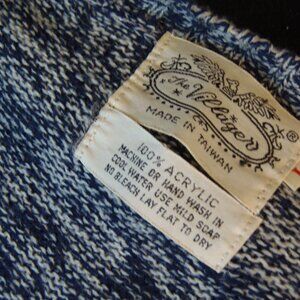 The Villager
®
MADE IN TAIWAN
100% ACRYLIC
MACHINE OR HAND WASH IN
COOL WATER USE MILD SOAP
NO BLEACH LAY FLAT TO DRY